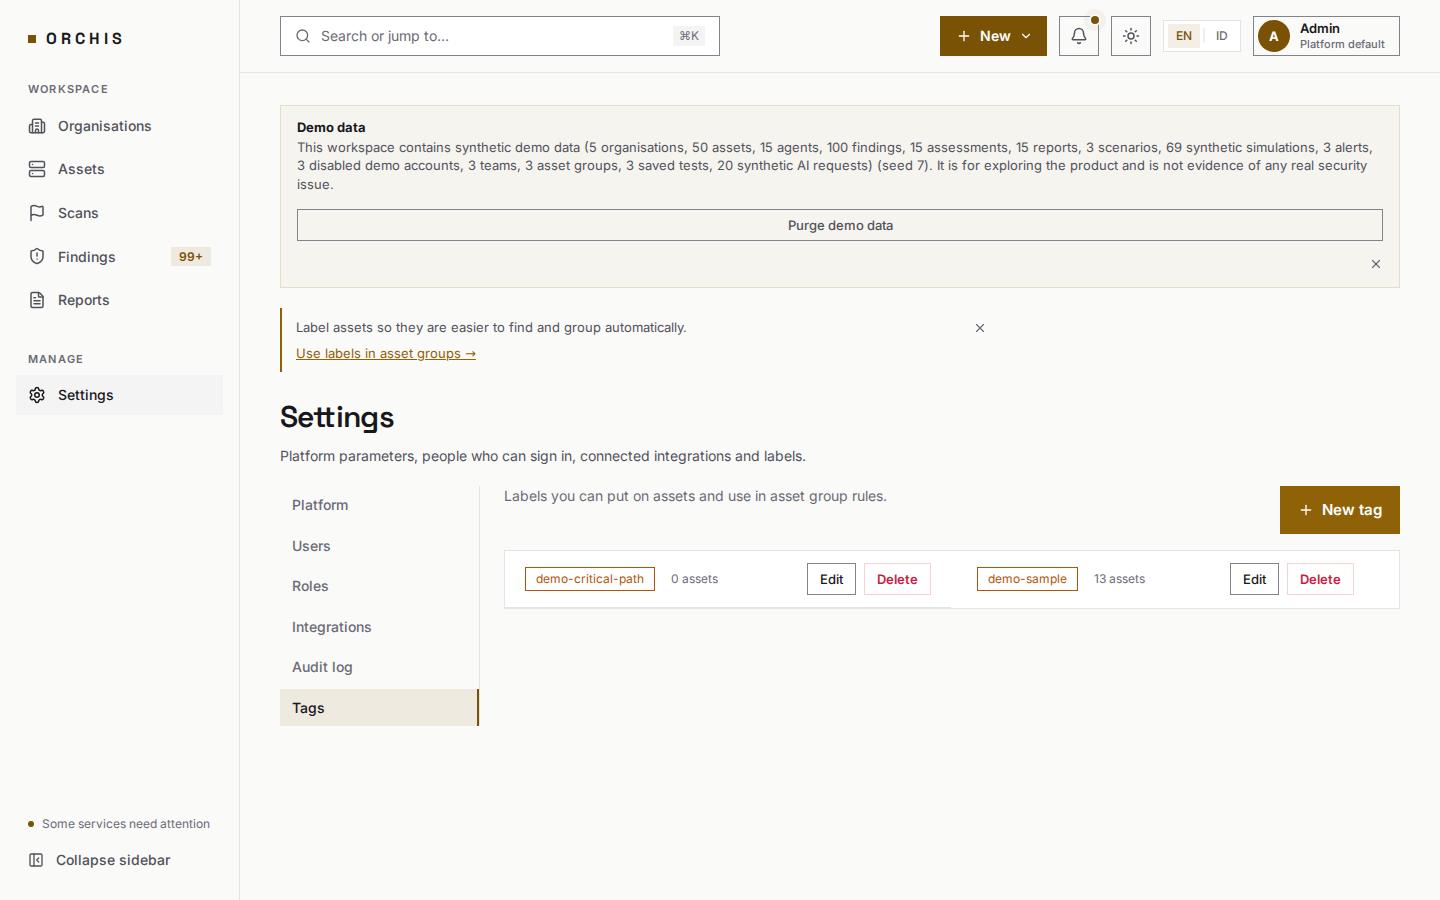 ORCHIS
Search or jump to...
⌘K
New
EN
ID
A
Admin
Platform default
WORKSPACE
Organisations
Assets
Scans
Findings
99+
Reports
MANAGE
Settings
Some services need attention
Collapse sidebar
Demo data
This workspace contains synthetic demo data (5 organisations, 50 assets, 15 agents, 100 findings, 15 assessments, 15 reports, 3 scenarios, 69 synthetic simulations, 3 alerts,
3 disabled demo accounts, 3 teams, 3 asset groups, 3 saved tests, 20 synthetic AI requests) (seed 7). It is for exploring the product and is not evidence of any real security
issue.
Purge demo data
Label assets so they are easier to find and group automatically.
Use labels in asset groups →
Settings
Platform parameters, people who can sign in, connected integrations and labels.
Platform
Users
Roles
Integrations
Audit log
Tags
Labels you can put on assets and use in asset group rules.
New tag
demo-critical-path
0 assets
Edit
Delete
demo-sample
13 assets
Edit
Delete